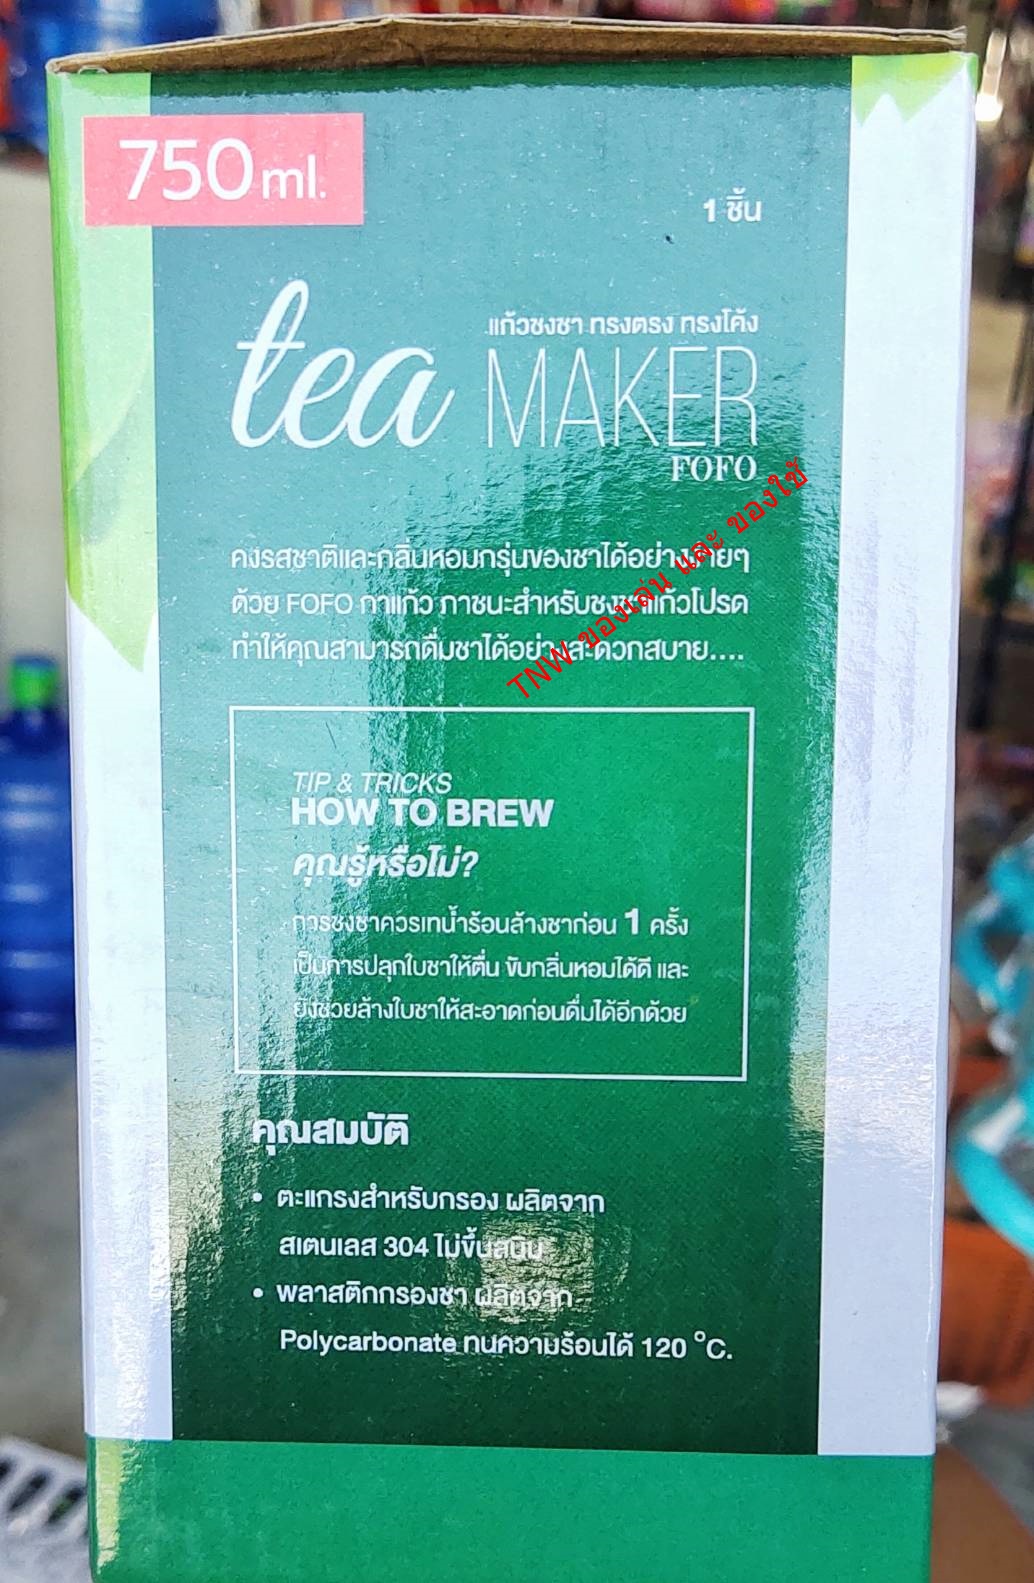 750 ml.
1 ชิ้น
แก้วชงชา ทรงตรง ทรงโค้ง
tea MAKER
FOFO
คงรสชาติและกลิ่นหอมกรุ่นของชาได้อย่างง่ายๆ
ด้วย FOFO กาแก้ว ภาชนะสำหรับชงชาแก้วโปรด
ทำให้คุณสามารถดื่มชาได้อย่างสะดวกสบาย....
TNW ของเล่น และ ของใช้
TIP & TRICKS
HOW TO BREW
คุณรู้หรือไม่?
การชงชาควรเทน้ำร้อนล้างชาก่อน 1 ครั้ง
เป็นการปลุกใบชาให้ตื่น ขับกลิ่นหอมได้ดี และ
ยังช่วยล้างใบชาให้สะอาดก่อนดื่มได้อีกด้วย
คุณสมบัติ
• ตะแกรงสำหรับกรอง ผลิตจาก
สเตนเลส 304 ไม่ขึ้นสนิม
• พลาสติกกรองชา ผลิตจาก
Polycarbonate ทนความร้อนได้ 120 °C.